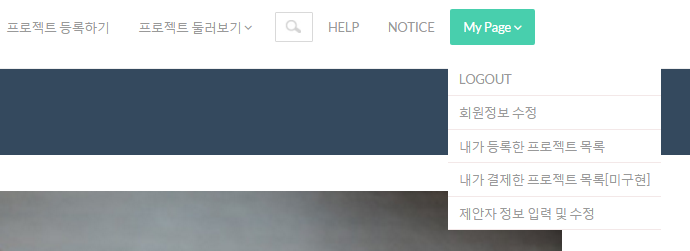 프로젝트 등록하기 프로젝트 둘러보기 HELP NOTICE My Page
LOGOUT
회원정보 수정
내가 등록한 프로젝트 목록
내가 결제한 프로젝트 목록[미구현]
제안자 정보 입력 및 수정